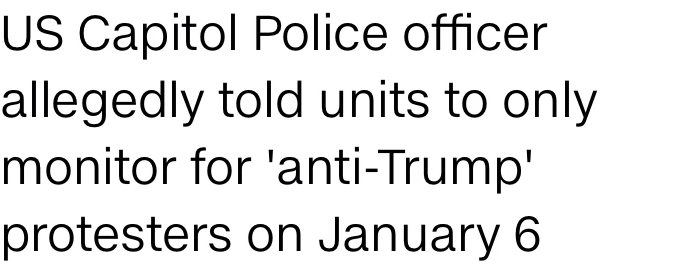 US Capitol Police officer
allegedly told units to only
monitor for 'anti-Trump'
protesters on January 6